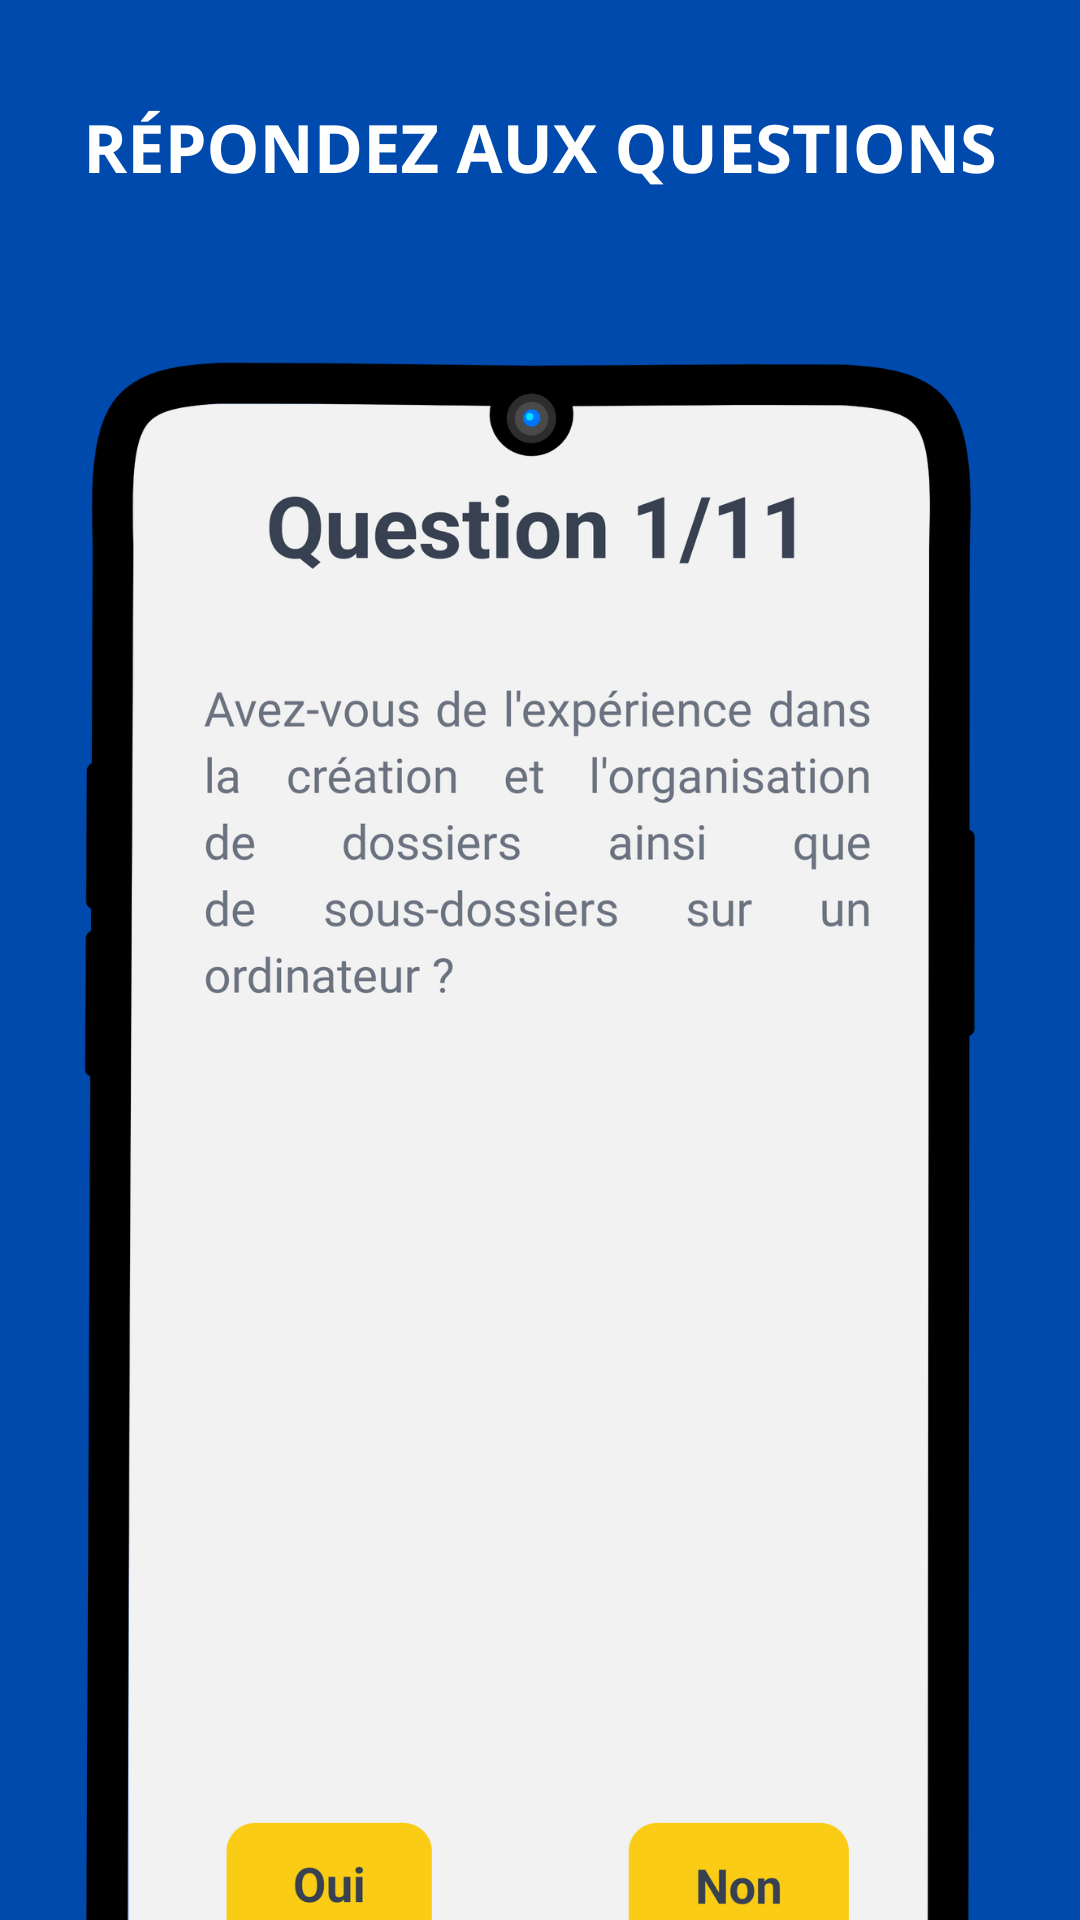 RÉPONDEZ AUX QUESTIONS
Question 1/11
Avez-vous de l'expérience dans
la création et l'organisation
de dossiers ainsi que
de sous-dossiers sur un
ordinateur ?
Oui
Non